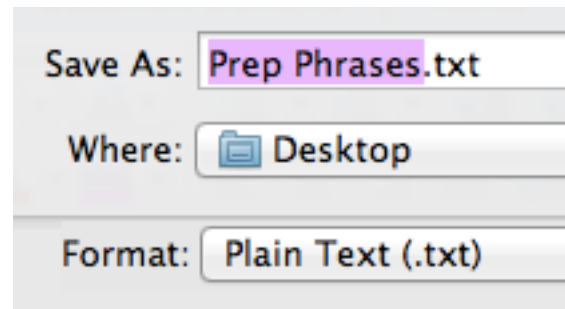 Save As: Prep Phrases.txt
Where: Desktop
Format: Plain Text (.txt)